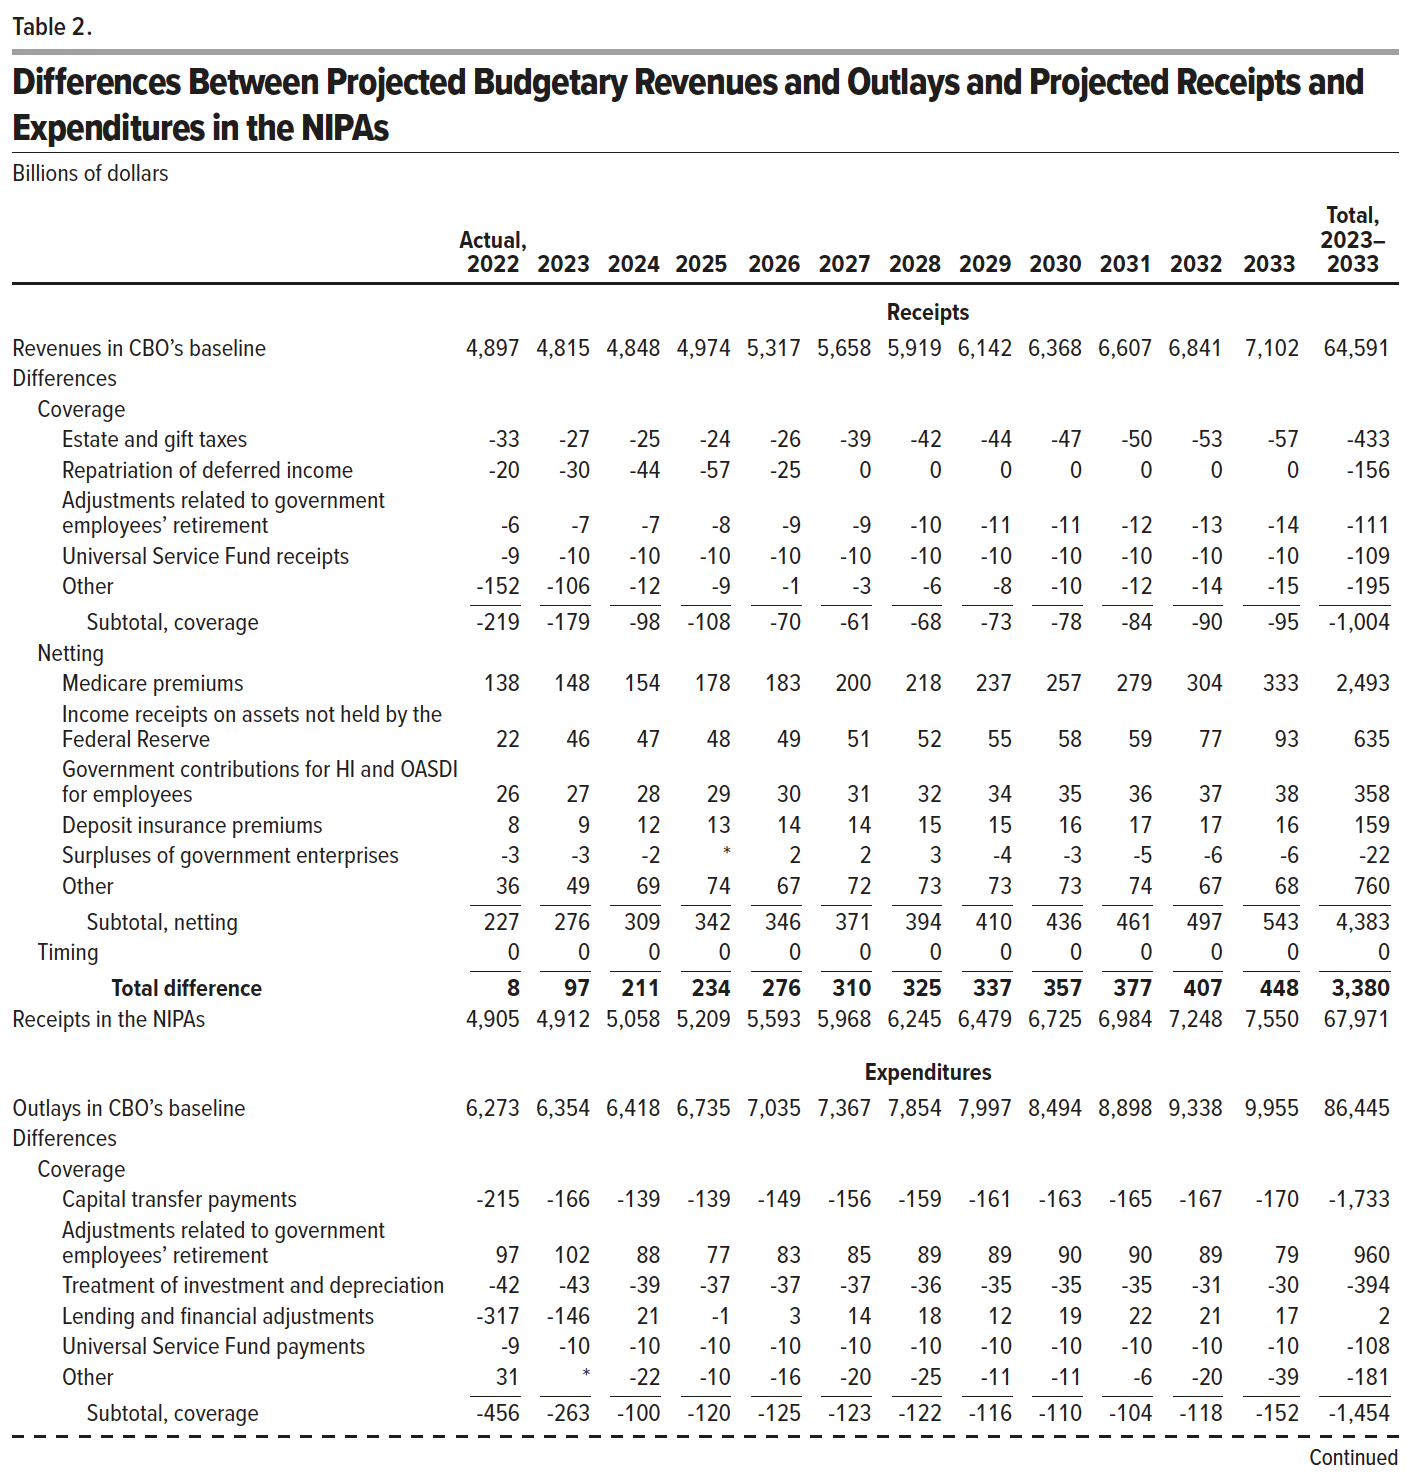 Table 2.
Differences Between Projected Budgetary Revenues and Outlays and Projected Receipts and
Expenditures in the NIPAs
Billions of dollars
Actual, 2022 2023 2024 2025 2026 2027 2028 2029 2030 2031 2032 2033 Total, 2023–2033
Receipts
Revenues in CBO’s baseline 4,897 4,815 4,848 4,974 5,317 5,658 5,919 6,142 6,368 6,607 6,841 7,102 64,591
Differences
Coverage
Estate and gift taxes -33 -27 -25 -24 -26 -39 -42 -44 -47 -50 -53 -57 -433
Repatriation of deferred income -20 -30 -44 -57 -25 0 0 0 0 0 0 0 -156
Adjustments related to government
employees’ retirement -6 -7 -7 -8 -9 -9 -10 -11 -11 -12 -13 -14 -111
Universal Service Fund receipts -9 -10 -10 -10 -10 -10 -10 -10 -10 -10 -10 -10 -109
Other -152 -106 -12 -9 -1 -3 -6 -8 -10 -12 -14 -15 -195
Subtotal, coverage -219 -179 -98 -108 -70 -61 -68 -73 -78 -84 -90 -95 -1,004
Netting
Medicare premiums 138 148 154 178 183 200 218 237 257 279 304 333 2,493
Income receipts on assets not held by the
Federal Reserve 22 46 47 48 49 51 52 55 58 59 77 93 635
Government contributions for HI and OASDI
for employees 26 27 28 29 30 31 32 34 35 36 37 38 358
Deposit insurance premiums 8 9 12 13 14 14 15 15 16 17 17 16 159
Surpluses of government enterprises -3 -3 -2 * 2 2 3 -4 -3 -5 -6 -6 -22
Other 36 49 69 74 67 72 73 73 73 74 67 68 760
Subtotal, netting 227 276 309 342 346 371 394 410 436 461 497 543 4,383
Timing 0 0 0 0 0 0 0 0 0 0 0 0 0
Total difference 8 97 211 234 276 310 325 337 357 377 407 448 3,380
Receipts in the NIPAs 4,905 4,912 5,058 5,209 5,593 5,968 6,245 6,479 6,725 6,984 7,248 7,550 67,971
Expenditures
Outlays in CBO’s baseline 6,273 6,354 6,418 6,735 7,035 7,367 7,854 7,997 8,494 8,898 9,338 9,955 86,445
Differences
Coverage
Capital transfer payments -215 -166 -139 -139 -149 -156 -159 -161 -163 -165 -167 -170 -1,733
Adjustments related to government
employees’ retirement 97 102 88 77 83 85 89 89 90 90 89 79 960
Treatment of investment and depreciation -42 -43 -39 -37 -37 -37 -36 -35 -35 -35 -31 -30 -394
Lending and financial adjustments -317 -146 21 -1 3 14 18 12 19 22 21 17 2
Universal Service Fund payments -9 -10 -10 -10 -10 -10 -10 -10 -10 -10 -10 -10 -108
Other 31 * -22 -10 -16 -20 -25 -11 -11 -6 -20 -39 -181
Subtotal, coverage -456 -263 -100 -120 -125 -123 -122 -116 -110 -104 -118 -152 -1,454
Continued